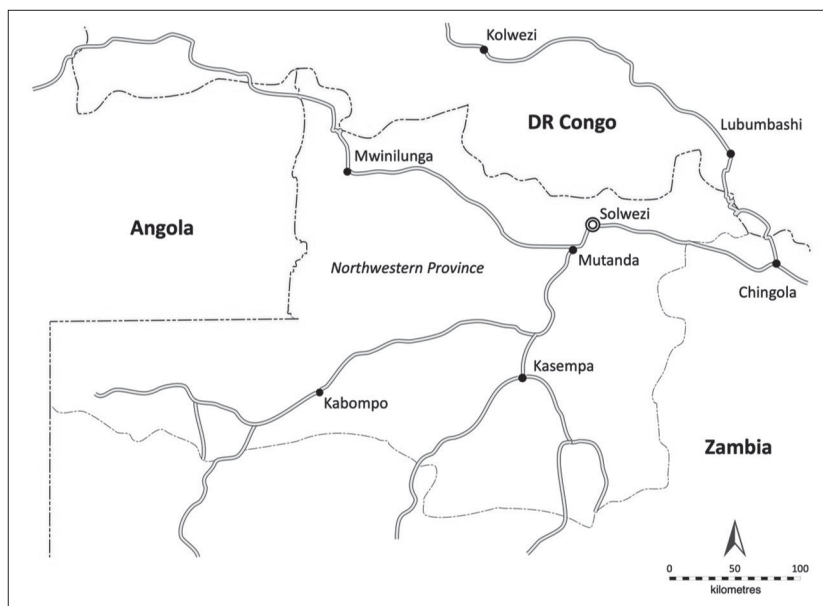 Kolwezi
DR Congo
Lubumbashi
Mwinilunga
Solwezi
Angola
Northwestern Province
Mutanda
Chingola
Kasempa
Kabompo
Zambia
0 50 100
kilometres